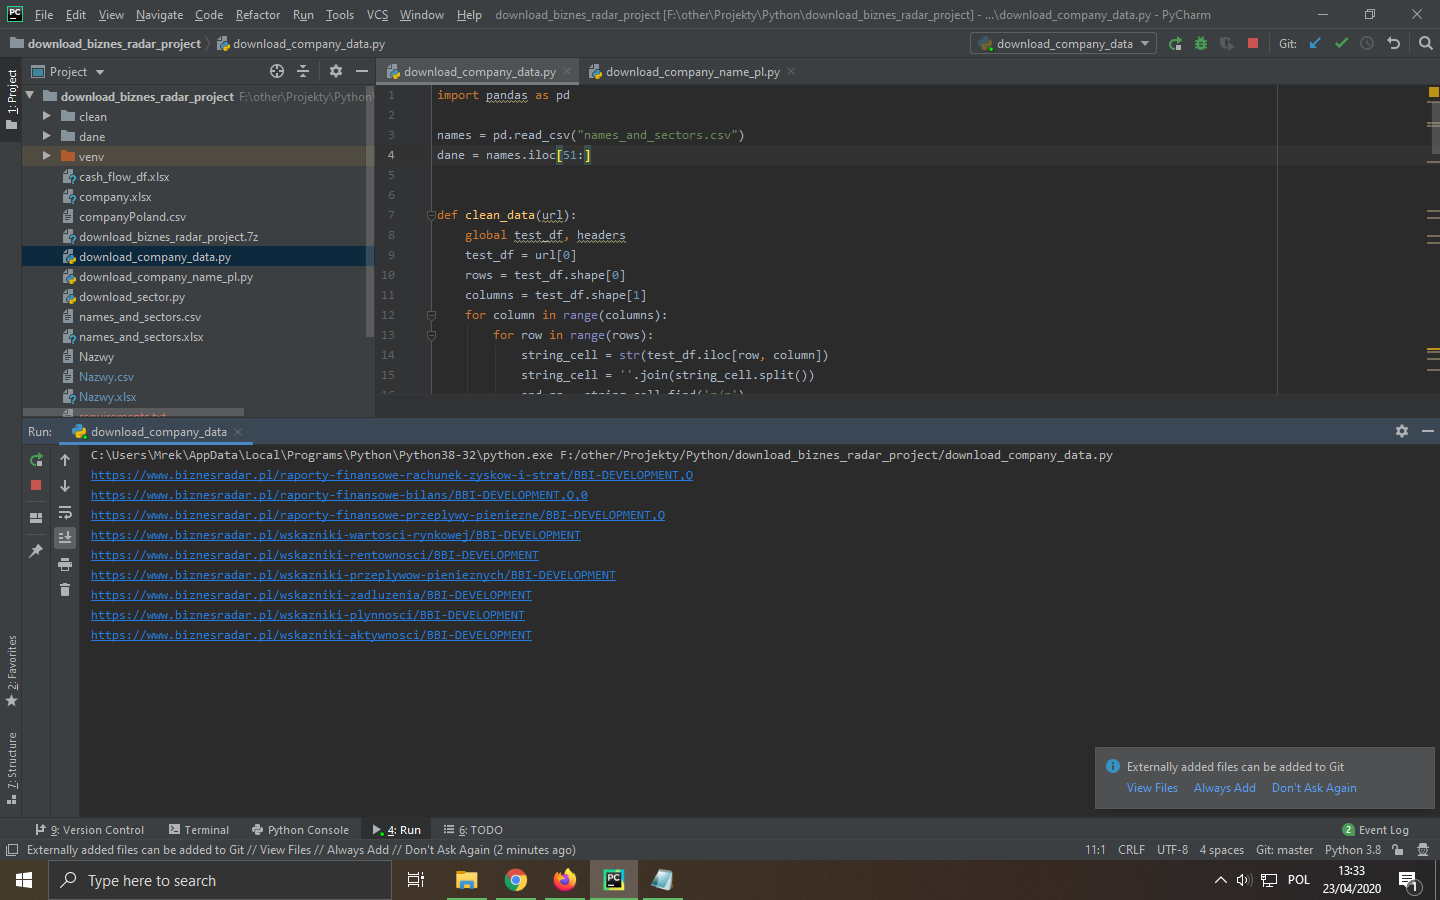 PC File Edit View Navigate Code Refactor Run Tools VCS Window Help download_biznes_radar_project [F:\other\Projekty\Python\download_biznes_radar_project] - ...\download_company_data.py - PyCharm
download_biznes_radar_project download_company_data.py download_company_data Git:
1: Project
Project
download_company_data.py
download_company_name_pl.py
download_biznes_radar_project F:\other\Projekty\Python\
clean
dane
venv
cash_flow_df.xlsx
company.xlsx
companyPoland.csv
download_biznes_radar_project.7z
download_company_data.py
download_company_name_pl.py
download_sector.py
names_and_sectors.csv
names_and_sectors.xlsx
Nazwy
Nazwy.csv
Nazwy.xlsx
requirements.txt
1 import pandas as pd
2
3 names = pd.read_csv("names_and_sectors.csv")
4 dane = names.iloc[51:]
5
6
7 def clean_data(url):
8 global test_df, headers
9 test_df = url[0]
10 rows = test_df.shape[0]
11 columns = test_df.shape[1]
12 for column in range(columns):
13 for row in range(rows):
14 string_cell = str(test_df.iloc[row, column])
15 string_cell = ''.join(string_cell.split())
Run: download_company_data
C:\Users\Mrek\AppData\Local\Programs\Python\Python38-32\python.exe F:/other/Projekty/Python/download_biznes_radar_project/download_company_data.py
https://www.biznesradar.pl/raporty-finansowe-rachunek-zyskow-i-strat/BBI-DEVELOPMENT,Q
https://www.biznesradar.pl/raporty-finansowe-bilans/BBI-DEVELOPMENT,Q,0
https://www.biznesradar.pl/raporty-finansowe-przeplywy-pieniezne/BBI-DEVELOPMENT,Q
https://www.biznesradar.pl/wskazniki-wartosci-rynkowej/BBI-DEVELOPMENT
https://www.biznesradar.pl/wskazniki-rentownosci/BBI-DEVELOPMENT
https://www.biznesradar.pl/wskazniki-przeplywow-pienieznych/BBI-DEVELOPMENT
https://www.biznesradar.pl/wskazniki-zadluzenia/BBI-DEVELOPMENT
https://www.biznesradar.pl/wskazniki-plynnosci/BBI-DEVELOPMENT
https://www.biznesradar.pl/wskazniki-aktywnosci/BBI-DEVELOPMENT
2: Favorites
7: Structure
Externally added files can be added to Git
View Files Always Add Don't Ask Again
9: Version Control Terminal Python Console 4: Run 6: TODO 2 Event Log
Externally added files can be added to Git // View Files // Always Add // Don't Ask Again (2 minutes ago) 11:1 CRLF UTF-8 4 spaces Git: master Python 3.8
Type here to search
PC
POL
13:33
23/04/2020
1